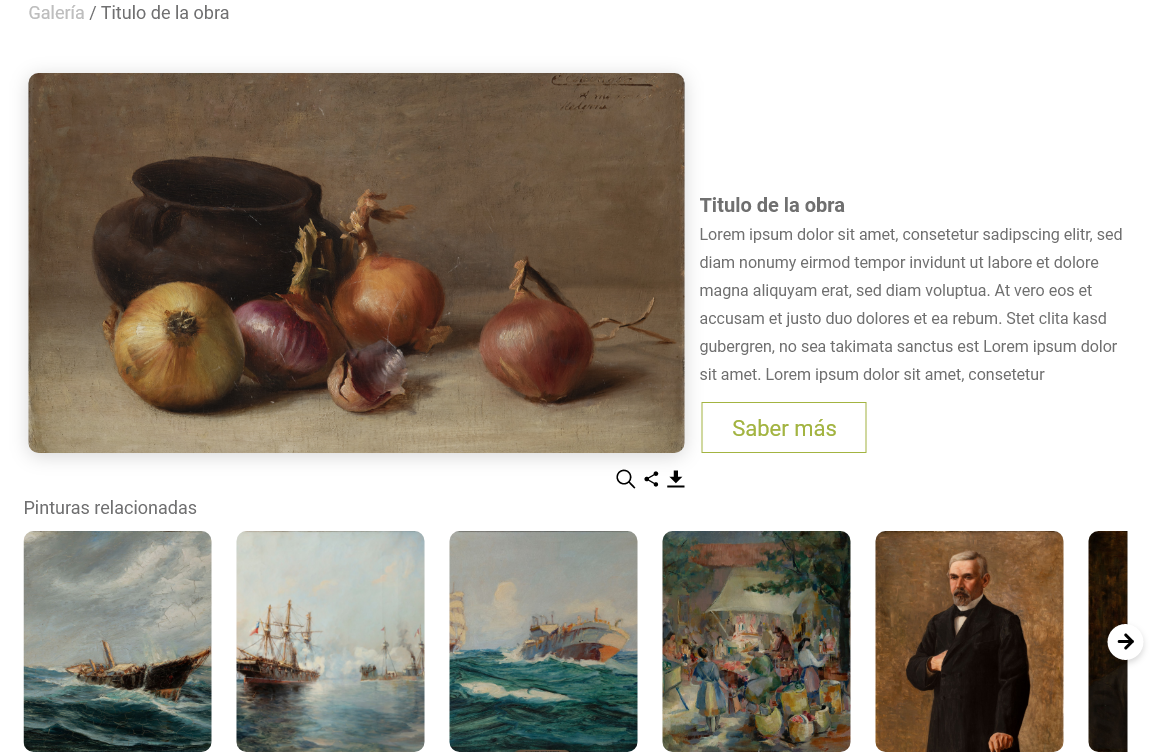 Galería / Titulo de la obra
Titulo de la obra
Lorem ipsum dolor sit amet, consetetur sadipscing elitr, sed
diam nonumy eirmod tempor invidunt ut labore et dolore
magna aliquyam erat, sed diam voluptua. At vero eos et
accusam et justo duo dolores et ea rebum. Stet clita kasd
gubergren, no sea takimata sanctus est Lorem ipsum dolor
sit amet. Lorem ipsum dolor sit amet, consetetur
Saber más
Pinturas relacionadas